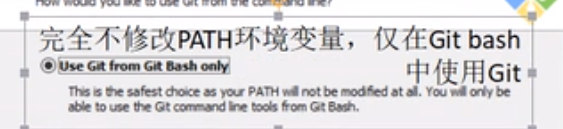 How would you like to use Git from the command line?
完全不修改PATH环境变量，仅在Git bash
中使用Git
Use Git from Git Bash only
This is the safest choice as your PATH will not be modified at all. You will only be
able to use the Git command line tools from Git Bash.